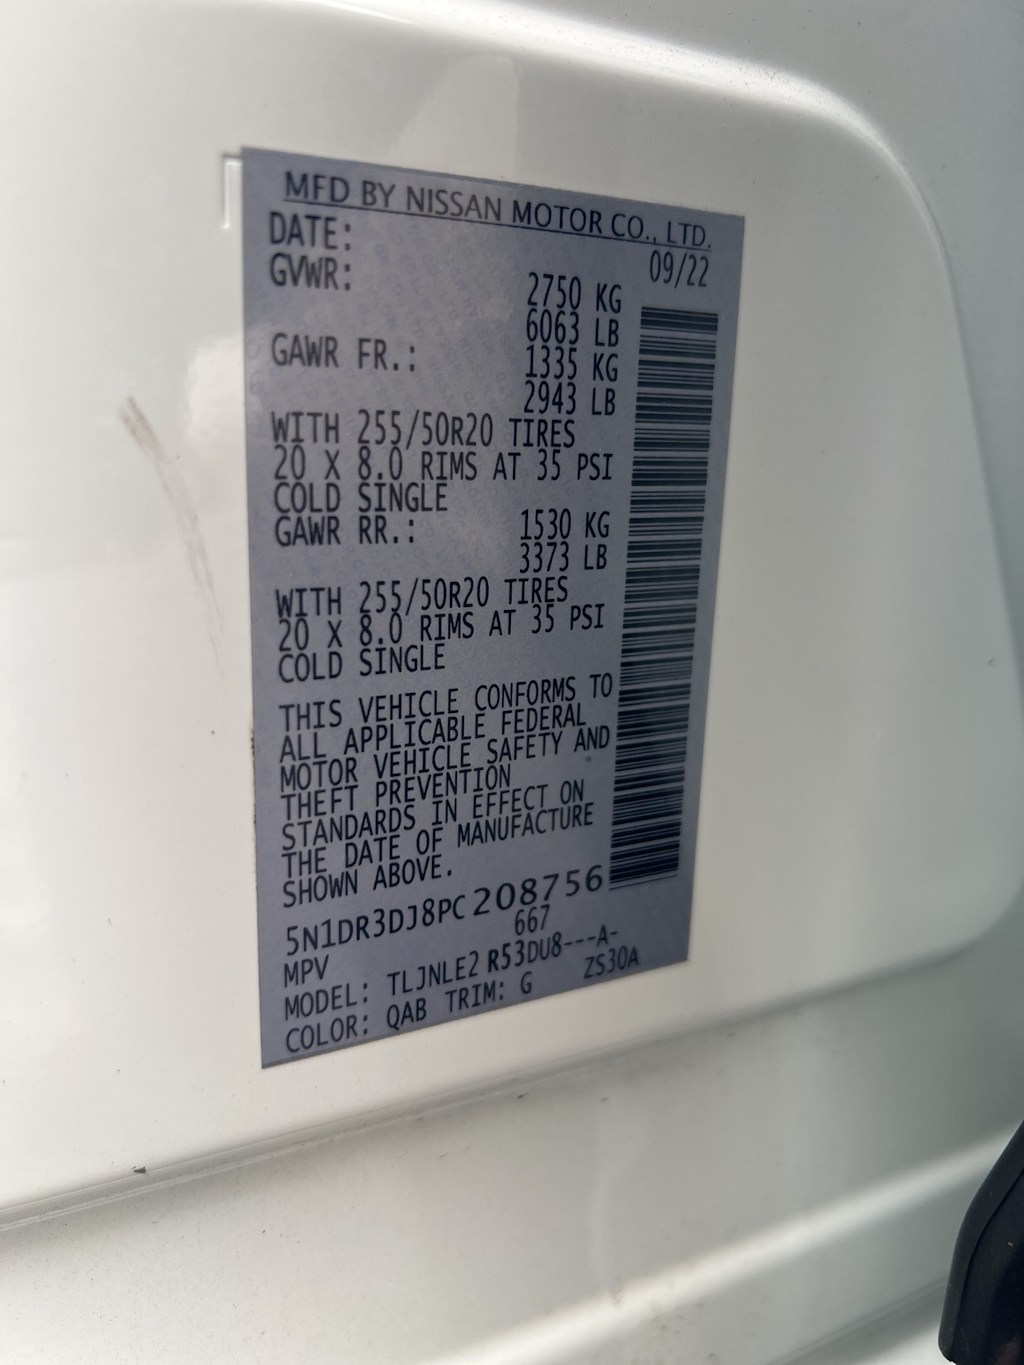 MFD BY NISSAN MOTOR CO., LTD.
DATE: 09/22
GVWR: 2750 KG
6063 LB
GAWR FR.: 1335 KG
2943 LB
WITH 255/50R20 TIRES
20 X 8.0 RIMS AT 35 PSI
COLD SINGLE
GAWR RR.: 1530 KG
3373 LB
WITH 255/50R20 TIRES
20 X 8.0 RIMS AT 35 PSI
COLD SINGLE
THIS VEHICLE CONFORMS TO
ALL APPLICABLE FEDERAL
MOTOR VEHICLE SAFETY AND
THEFT PREVENTION
STANDARDS IN EFFECT ON
THE DATE OF MANUFACTURE
SHOWN ABOVE.
5N1DR3DJ8PC208756
MPV 667
MODEL: TLJNLE2 R53DU8---A-
COLOR: QAB TRIM: G ZS30A